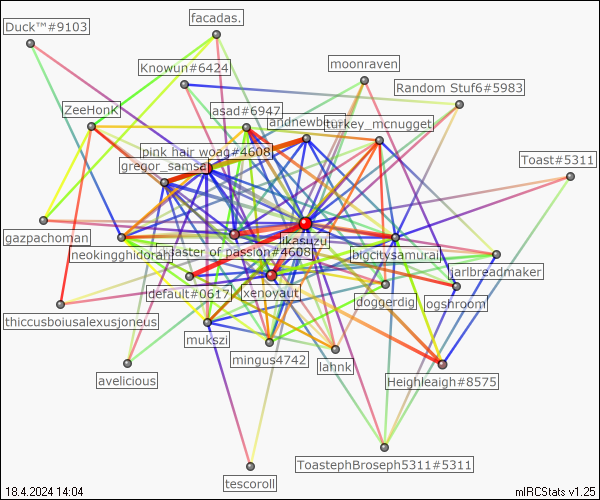 facadas.
Duck™#9103
moonraven
Knowun#6424
Random Stuf6#5983
ZeeHonK
asad#6947
turkey_mcnugget
pink hair woag#4608
gregor_samsa
Toast#5311
gazpachoman
likasuzu
neokingghidorah
master of passion#4608
bigcitysamurai
jarlbreadmaker
default#0617
xenoyaut
doggerdig
ogshroom
thiccusboiusalexusjoneus
mukszi
mingus4742
lahnk
avelicious
Heighleaigh#8575
ToastephBroseph5311#5311
tescoroll
18.4.2024 14:04
mIRCStats v1.25